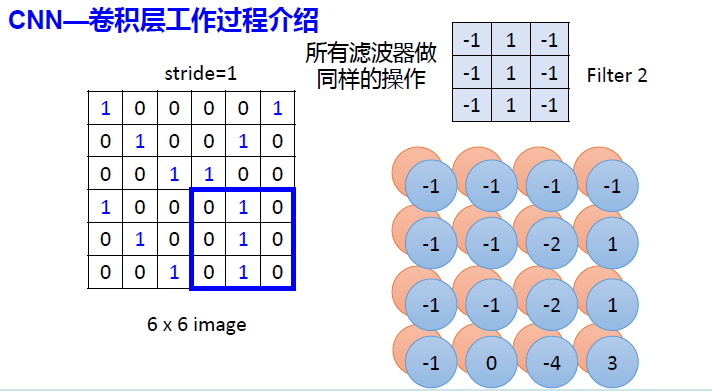 CNN—卷积层工作过程介绍
所有滤波器做
同样的操作
stride=1
-1 1 -1
-1 1 -1
-1 1 -1
Filter 2
1 0 0 0 0 1
0 1 0 0 1 0
0 0 1 1 0 0
1 0 0 0 1 0
0 1 0 0 1 0
0 0 1 0 1 0
6 x 6 image
-1 -1 -1 -1
-1 -1 -2 1
-1 -1 -2 1
-1 0 -4 3